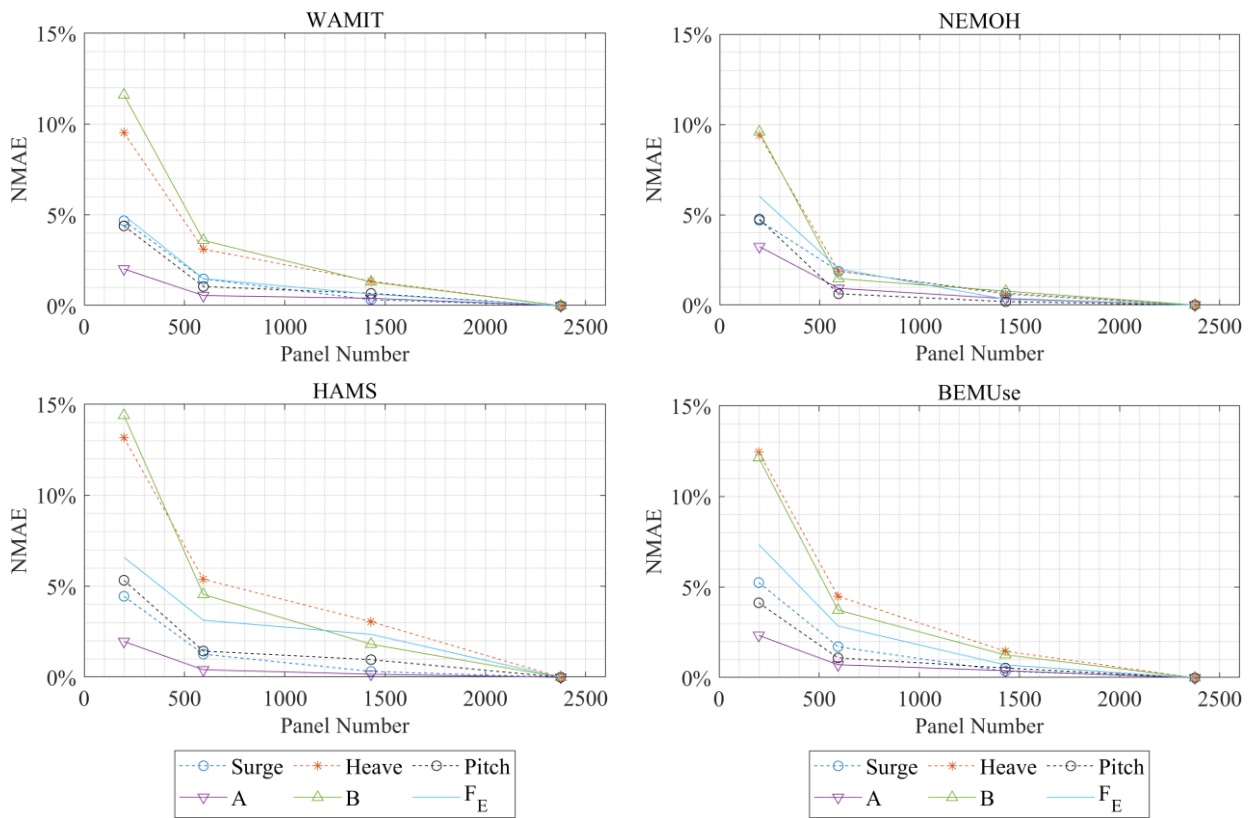 WAMIT
15%
10%
5%
0%
NMAE
0 500 1000 1500 2000 2500
Panel Number
NEMOH
15%
10%
5%
0%
NMAE
0 500 1000 1500 2000 2500
Panel Number
HAMS
15%
10%
5%
0%
NMAE
0 500 1000 1500 2000 2500
Panel Number
BEMUse
15%
10%
5%
0%
NMAE
0 500 1000 1500 2000 2500
Panel Number
Surge Heave Pitch
A B F_E
Surge Heave Pitch
A B F_E